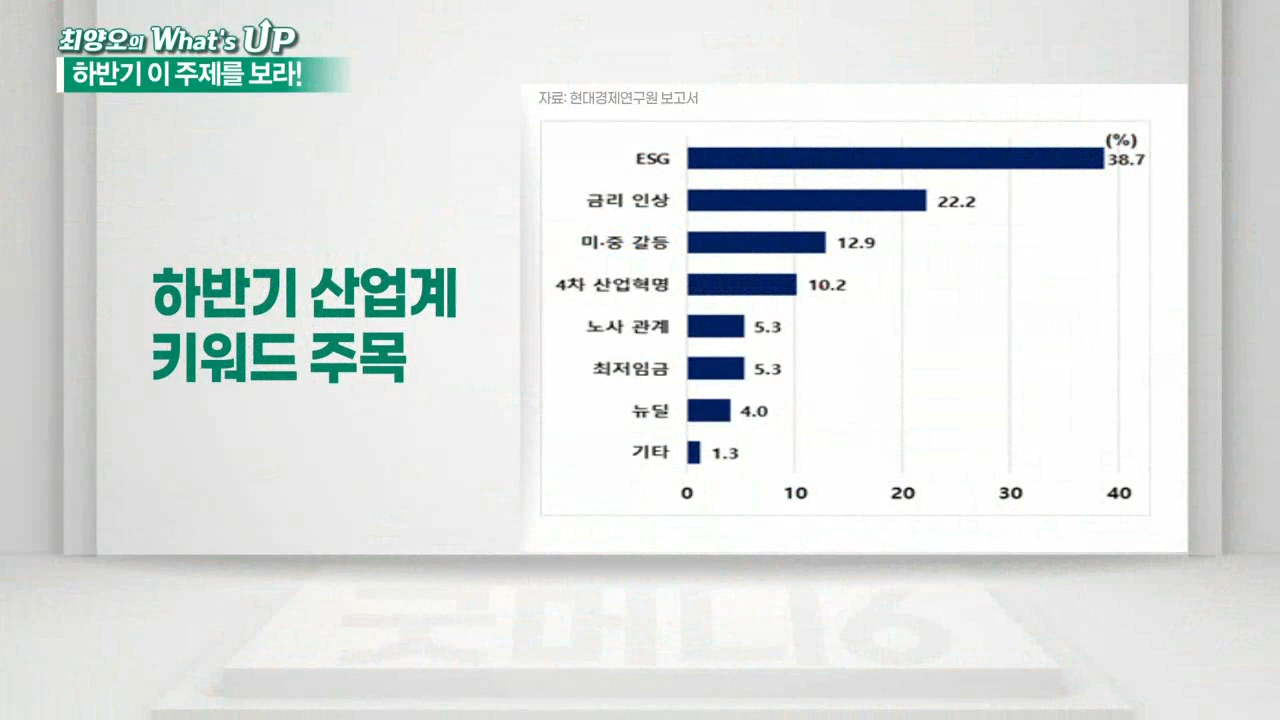 최양오의 What's UP
하반기 이 주제를 보라!
자료: 현대경제연구원 보고서
하반기 산업계
키워드 주목
(%)
ESG 38.7
금리 인상 22.2
미·중 갈등 12.9
4차 산업혁명 10.2
노사 관계 5.3
최저임금 5.3
뉴딜 4.0
기타 1.3
0 10 20 30 40
굿머니6